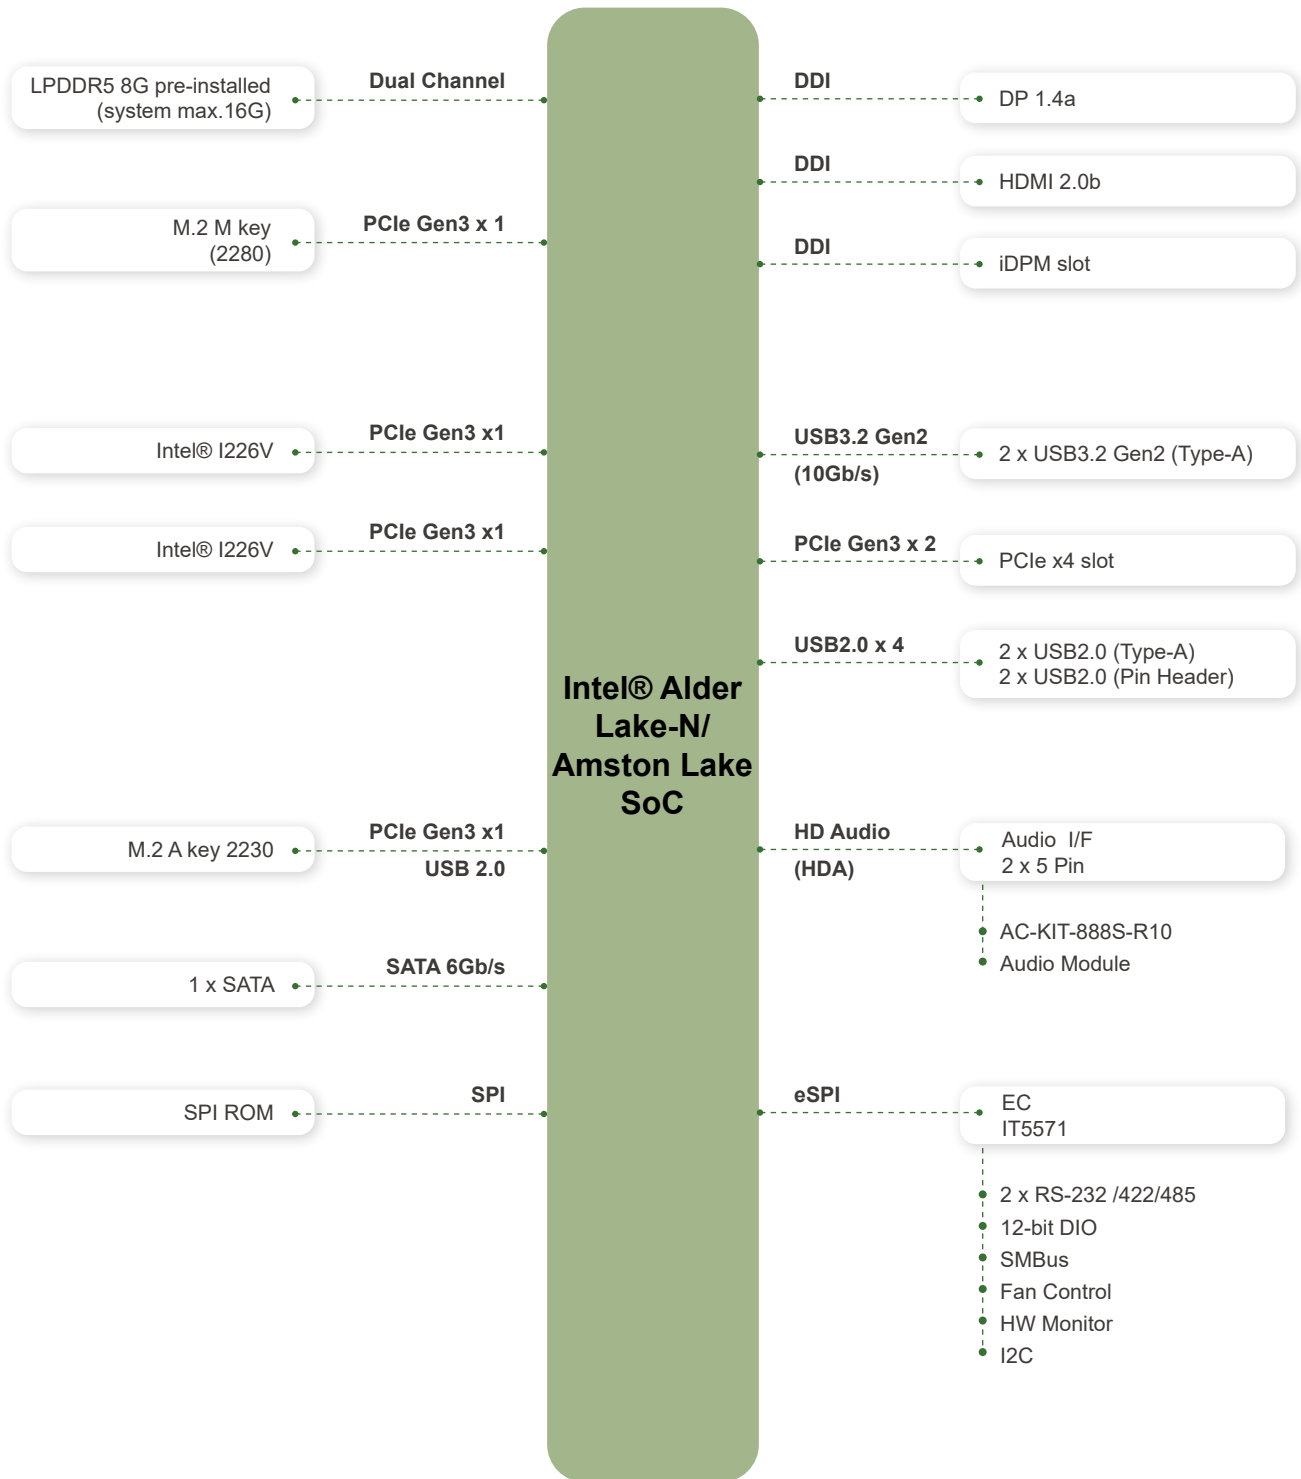 LPDDR5 8G pre-installed
(system max.16G)
Dual Channel
M.2 M key
(2280)
PCIe Gen3 x 1
Intel® I226V
PCIe Gen3 x1
Intel® I226V
PCIe Gen3 x1
M.2 A key 2230
PCIe Gen3 x1
USB 2.0
1 x SATA
SATA 6Gb/s
SPI ROM
SPI
Intel® Alder
Lake-N/
Amston Lake
SoC
DDI
DP 1.4a
DDI
HDMI 2.0b
DDI
iDPM slot
USB3.2 Gen2
(10Gb/s)
2 x USB3.2 Gen2 (Type-A)
PCIe Gen3 x 2
PCIe x4 slot
USB2.0 x 4
2 x USB2.0 (Type-A)
2 x USB2.0 (Pin Header)
HD Audio
(HDA)
Audio I/F
2 x 5 Pin
AC-KIT-888S-R10
Audio Module
eSPI
EC
IT5571
2 x RS-232 /422/485
12-bit DIO
SMBus
Fan Control
HW Monitor
I2C